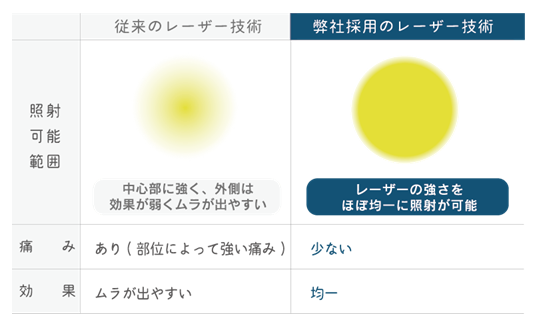 従来のレーザー技術
弊社採用のレーザー技術
照射
可能
範囲
中心部に強く、外側は
効果が弱くムラが出やすい
レーザーの強さを
ほぼ均一に照射が可能
痛み
あり(部位によって強い痛み)
少ない
効果
ムラが出やすい
均一